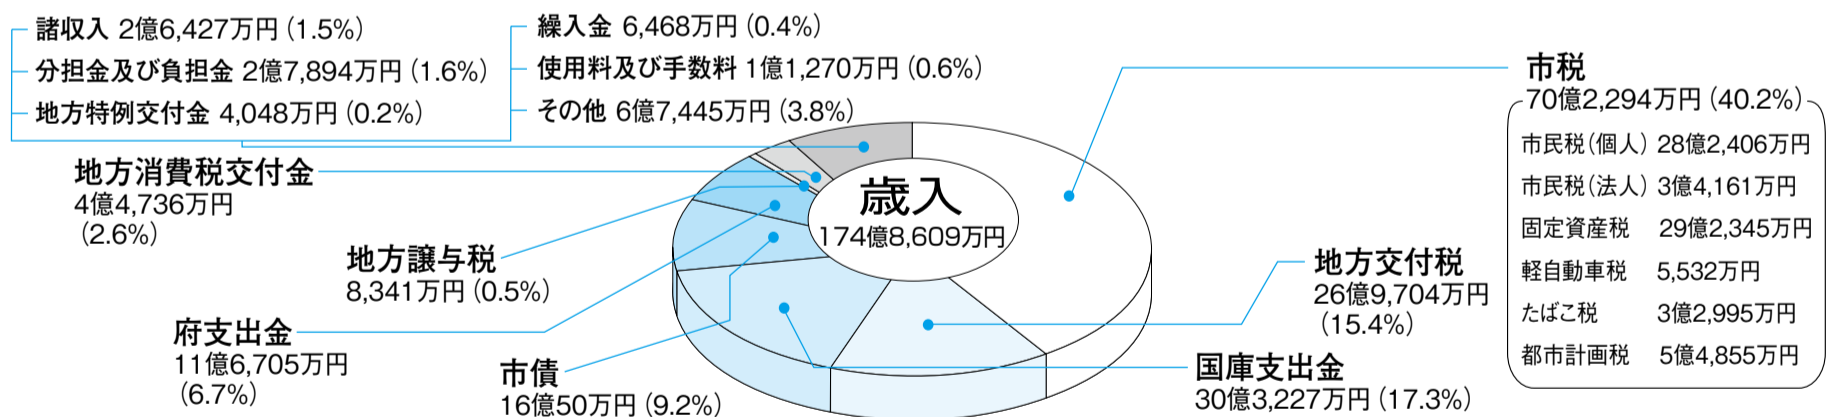 諸収入 2億6,427万円(1.5%)
分担金及び負担金 2億7,894万円(1.6%)
地方特例交付金 4,048万円(0.2%)
繰入金 6,468万円(0.4%)
使用料及び手数料 1億1,270万円(0.6%)
その他 6億7,445万円(3.8%)
地方消費税交付金
4億4,736万円
(2.6%)
地方譲与税
8,341万円(0.5%)
府支出金
11億6,705万円
(6.7%)
市債
16億50万円(9.2%)
歳入
174億8,609万円
市税
70億2,294万円(40.2%)
市民税(個人) 28億2,406万円
市民税(法人) 3億4,161万円
固定資産税 29億2,345万円
軽自動車税 5,532万円
たばこ税 3億2,995万円
都市計画税 5億4,855万円
地方交付税
26億9,704万円
(15.4%)
国庫支出金
30億3,227万円(17.3%)